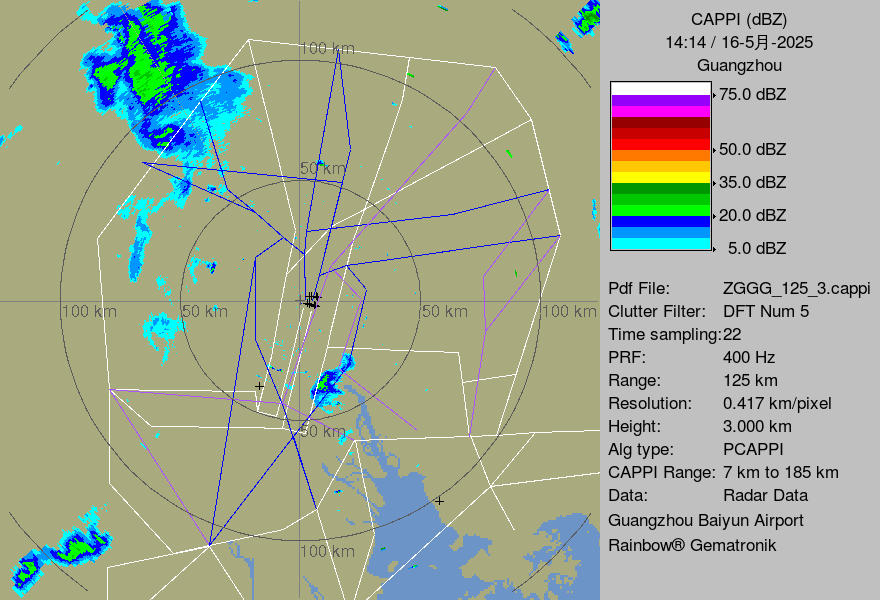 100 km
50 km
100 km
50 km
50 km
100 km
50 km
100 km
CAPPI (dBZ)
14:14 / 16-5月-2025
Guangzhou
75.0 dBZ
50.0 dBZ
35.0 dBZ
20.0 dBZ
5.0 dBZ
Pdf File: ZGGG_125_3.cappi
Clutter Filter: DFT Num 5
Time sampling:22
PRF: 400 Hz
Range: 125 km
Resolution: 0.417 km/pixel
Height: 3.000 km
Alg type: PCAPPI
CAPPI Range: 7 km to 185 km
Data: Radar Data
Guangzhou Baiyun Airport
Rainbow® Gematronik